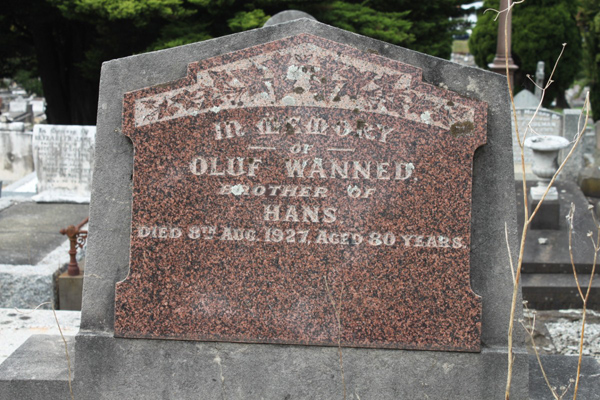 IN MEMORY
OF
OLUF WANNED,
BROTHER OF
HANS
DIED 8TH AUG. 1927, AGED 80 YEARS.